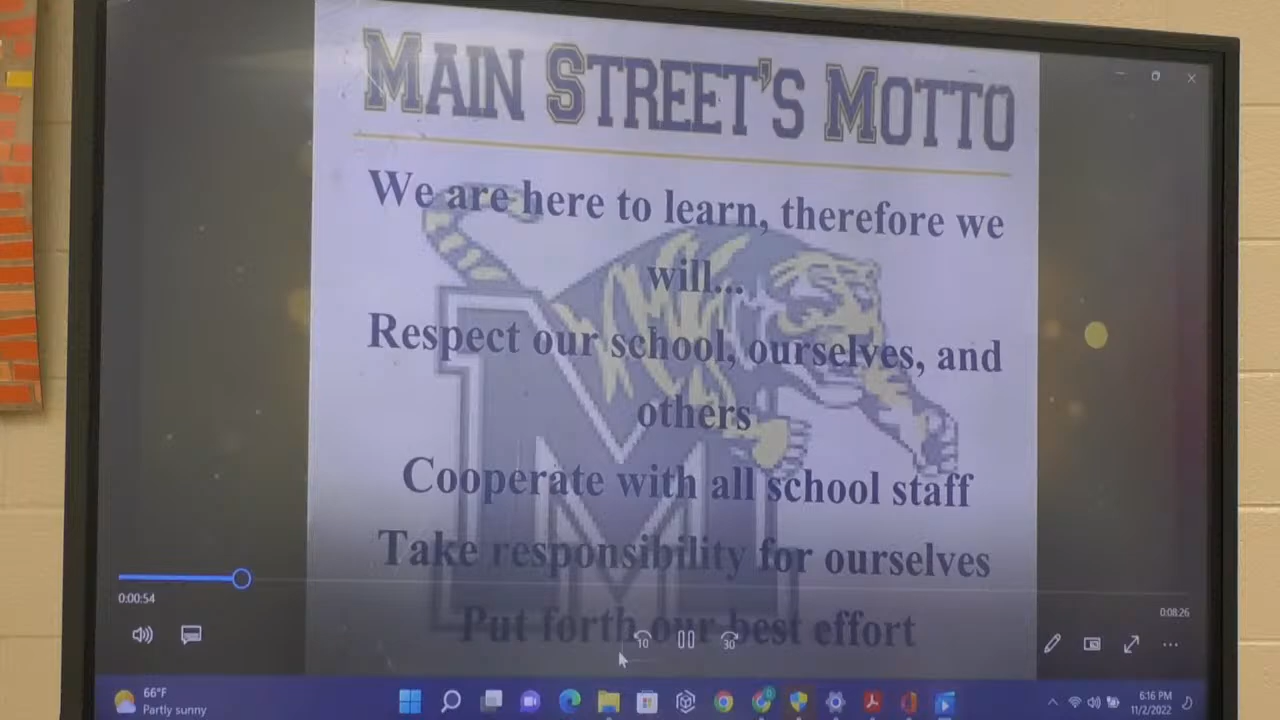 MAIN STREET'S MOTTO
We are here to learn, therefore we
will...
Respect our school, ourselves, and
others
Cooperate with all school staff
Take responsibility for ourselves
Put forth our best effort
M
0:00:54
0:08:26
10
30
66°F
Partly sunny
6:16 PM
11/2/2022